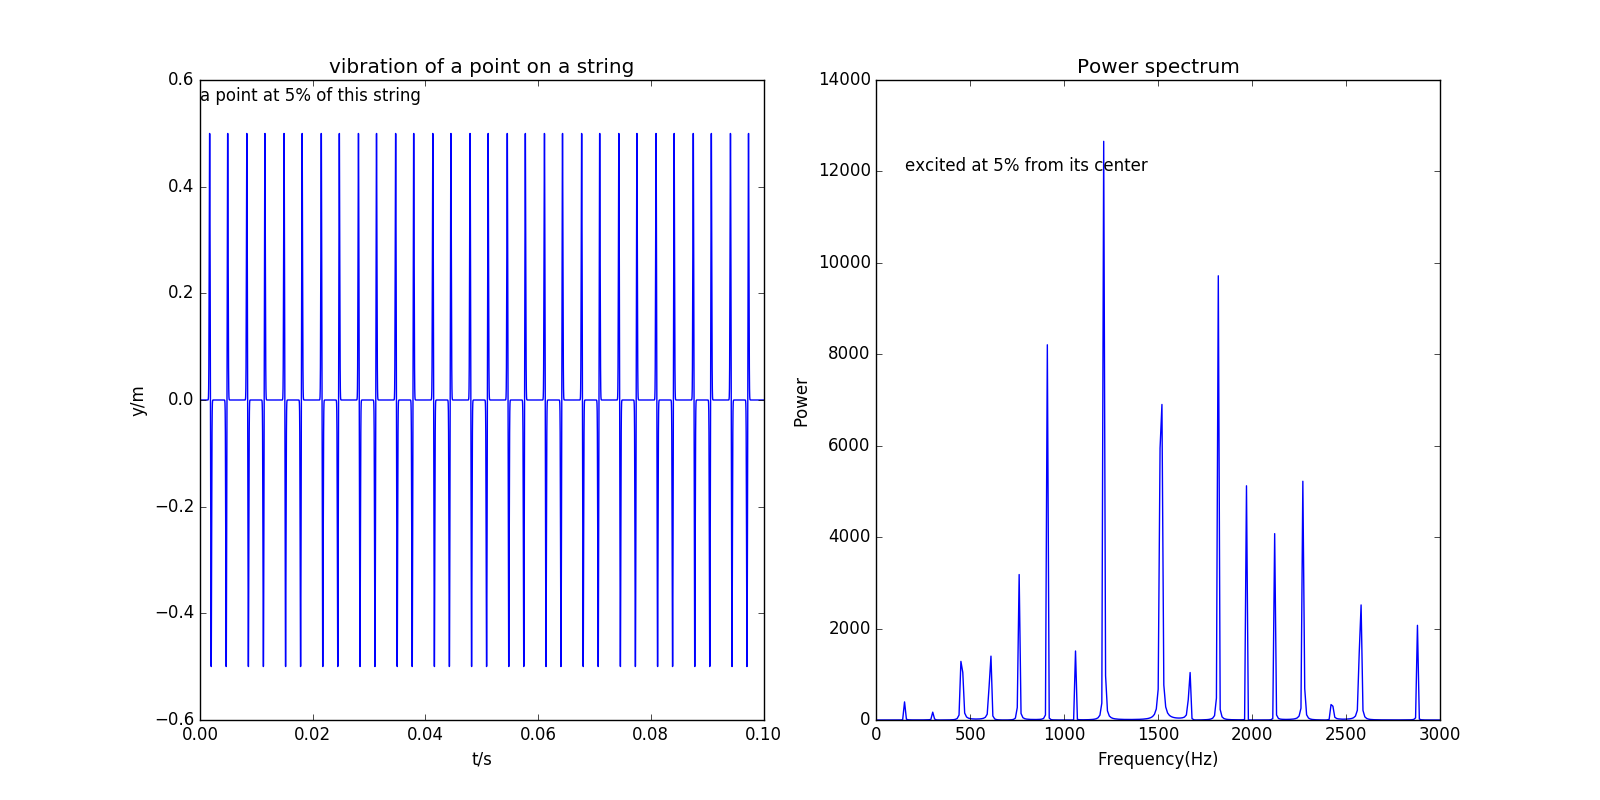 vibration of a point on a string
0.6
a point at 5% of this string
0.4
0.2
0.0
−0.2
−0.4
−0.6
y/m
0.00 0.02 0.04 0.06 0.08 0.10
t/s
Power spectrum
14000
excited at 5% from its center
12000
10000
8000
6000
4000
2000
0
Power
0 500 1000 1500 2000 2500 3000
Frequency(Hz)